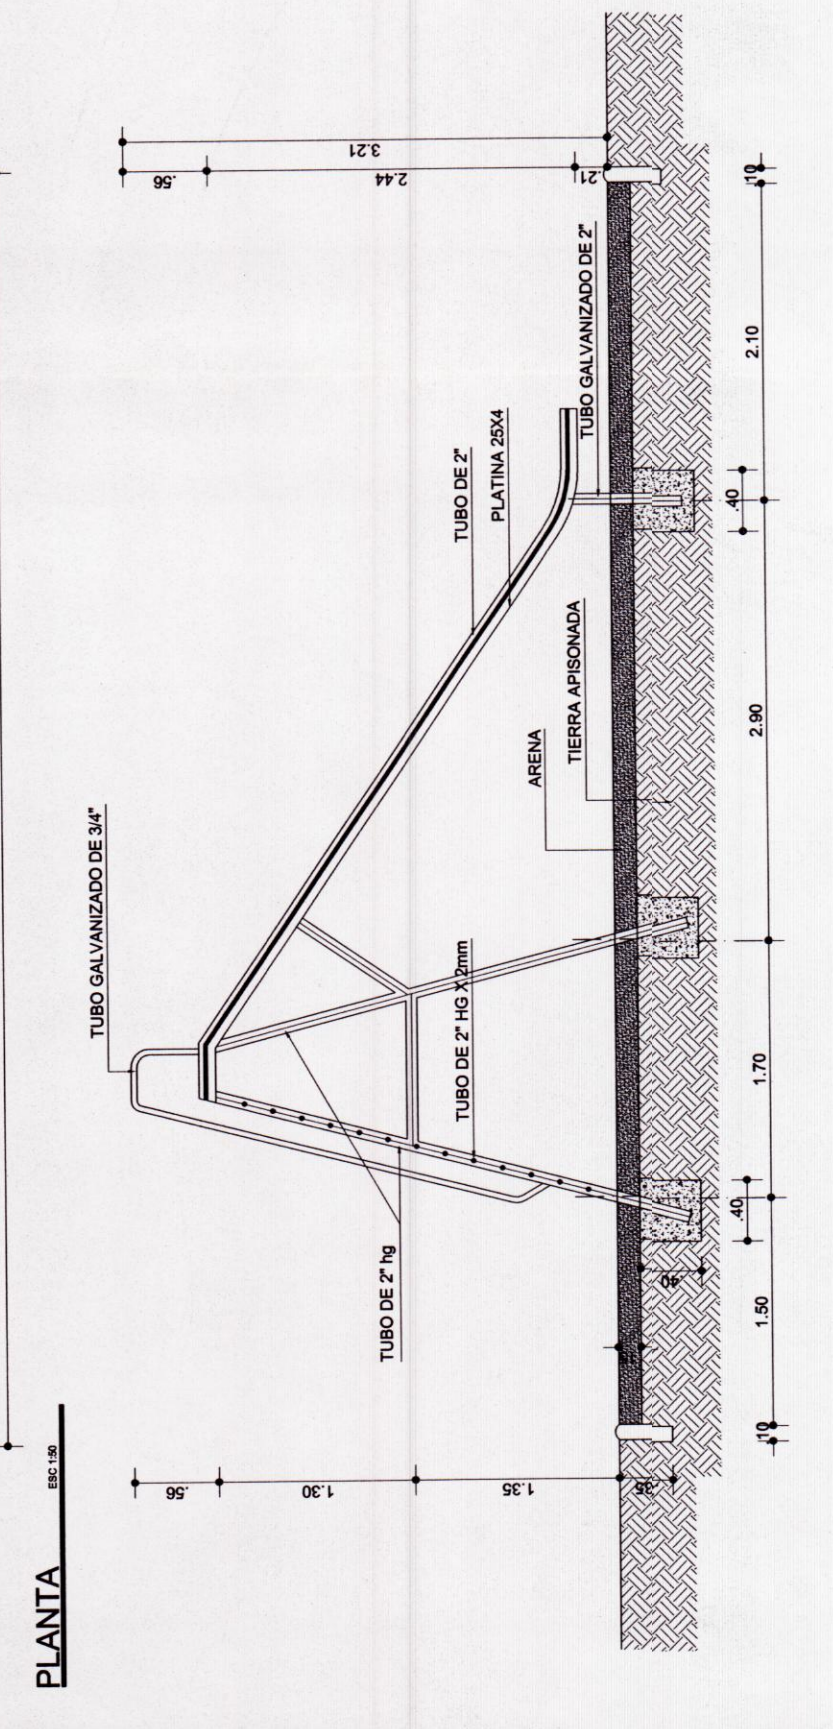 PLANTA
ESC 1:50
TUBO GALVANIZADO DE 3/4"
TUBO DE 2"
PLATINA 25X4
TUBO GALVANIZADO DE 2"
TUBO DE 2" hg
TUBO DE 2" HG X 2mm
ARENA
TIERRA APISONADA
.56
1.30
1.35
.35
.56
2.44
.21
3.21
.40
.40
.40
.10
1.50
1.70
2.90
2.10
.10